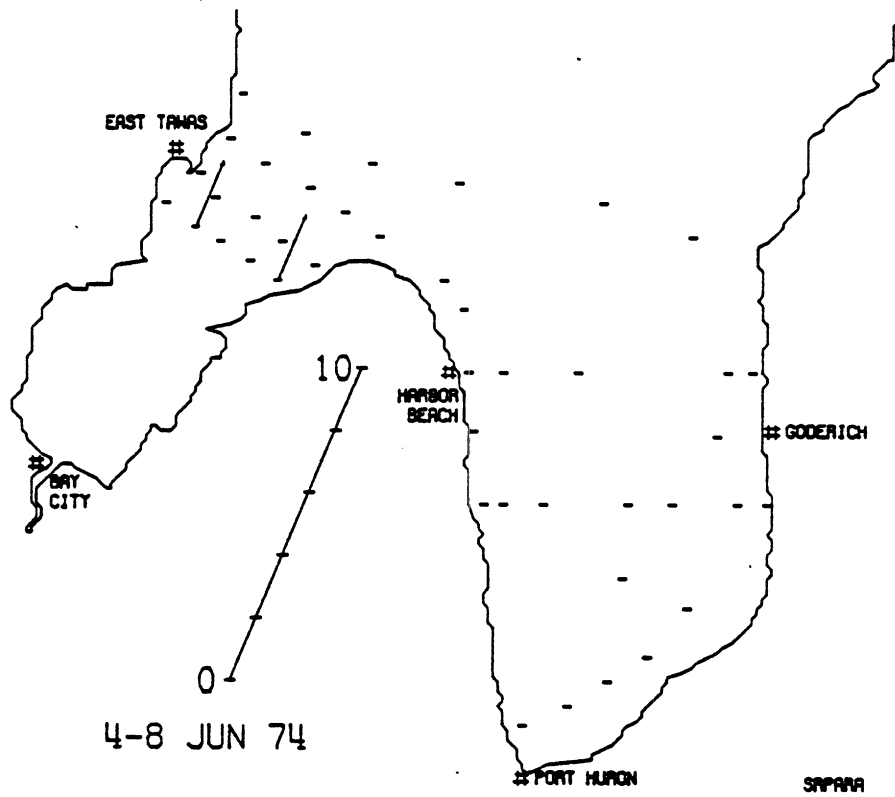 EAST TAWAS
10
HARBOR
BEACH
GODERICH
BAY
CITY
0
4-8 JUN 74
PORT HURON
SAPARA